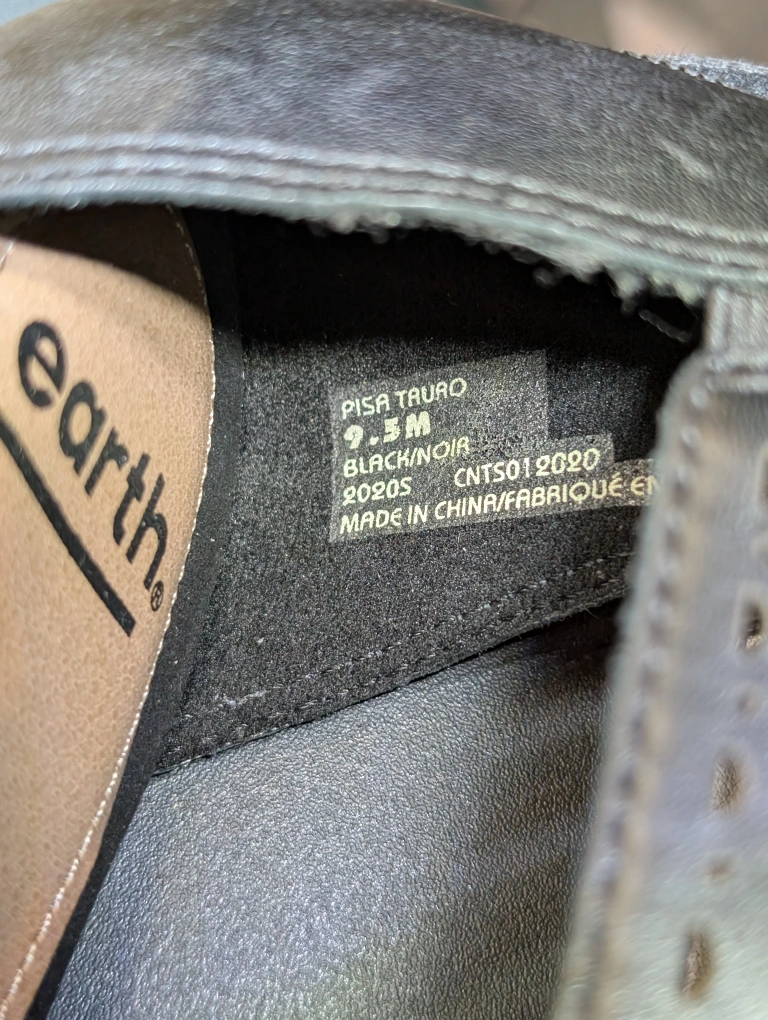 earth®
PISA TAURO
9.5M
BLACK/NOIR
2020S CNTS012020
MADE IN CHINA/FABRIQUÉ EN